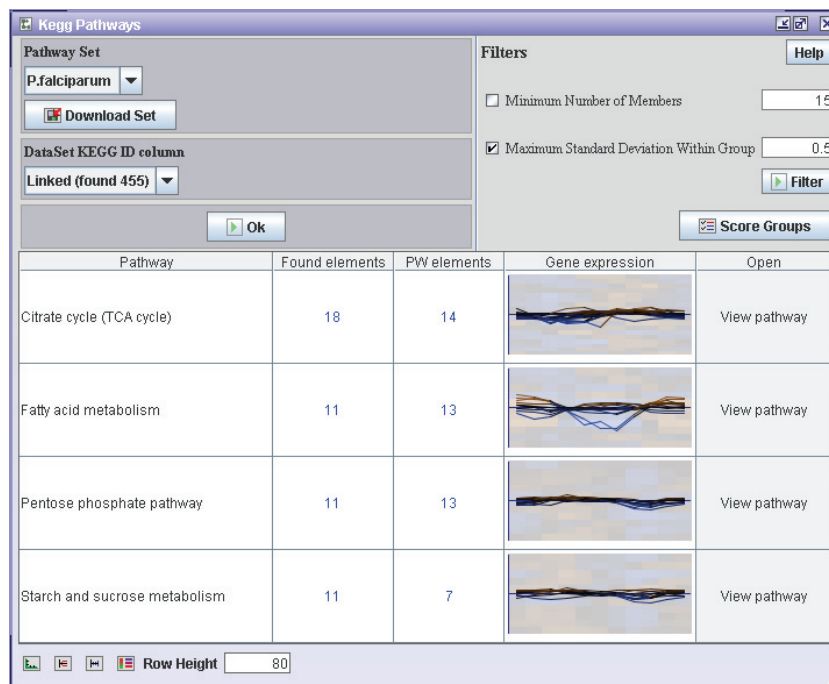 Kegg Pathways
Pathway Set
P.falciparum
Download Set
DataSet KEGG ID column
Linked (found 455)
Ok
Filters
Help
Minimum Number of Members 15
Maximum Standard Deviation Within Group 0.5
Filter
Score Groups
Pathway Found elements PW elements Gene expression Open
Citrate cycle (TCA cycle) 18 14 View pathway
Fatty acid metabolism 11 13 View pathway
Pentose phosphate pathway 11 13 View pathway
Starch and sucrose metabolism 11 7 View pathway
Row Height 80